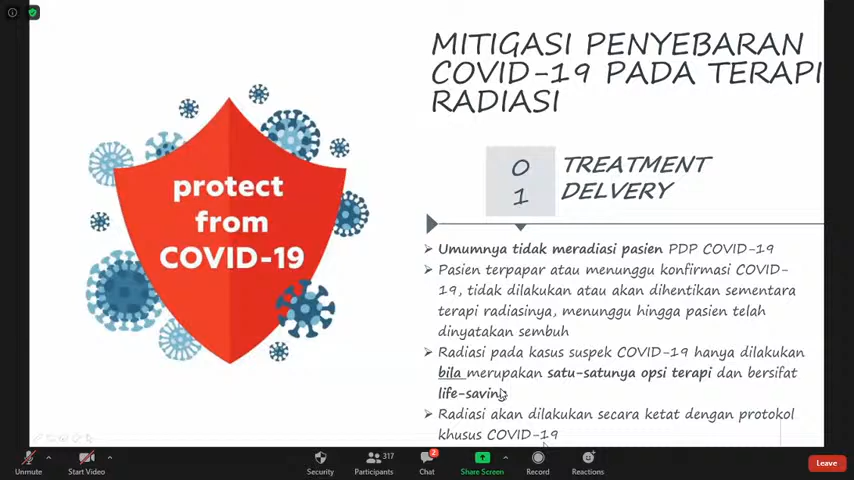 MITIGASI PENYEBARAN
COVID-19 PADA TERAPI
RADIASI
protect
from
COVID-19
0
1
TREATMENT
DELVERY
Umumnya tidak meradiasi pasien PDP COVID-19
Pasien terpapar atau menunggu konfirmasi COVID-
19, tidak dilakukan atau akan dihentikan sementara
terapi radiasinya, menunggu hingga pasien telah
dinyatakan sembuh
Radiasi pada kasus suspek COVID-19 hanya dilakukan
bila merupakan satu-satunya opsi terapi dan bersifat
life-saving
Radiasi akan dilakukan secara ketat dengan protokol
khusus COVID-19
Unmute
Start Video
Security
Participants 317
Chat 2
Share Screen
Record
Reactions
Leave